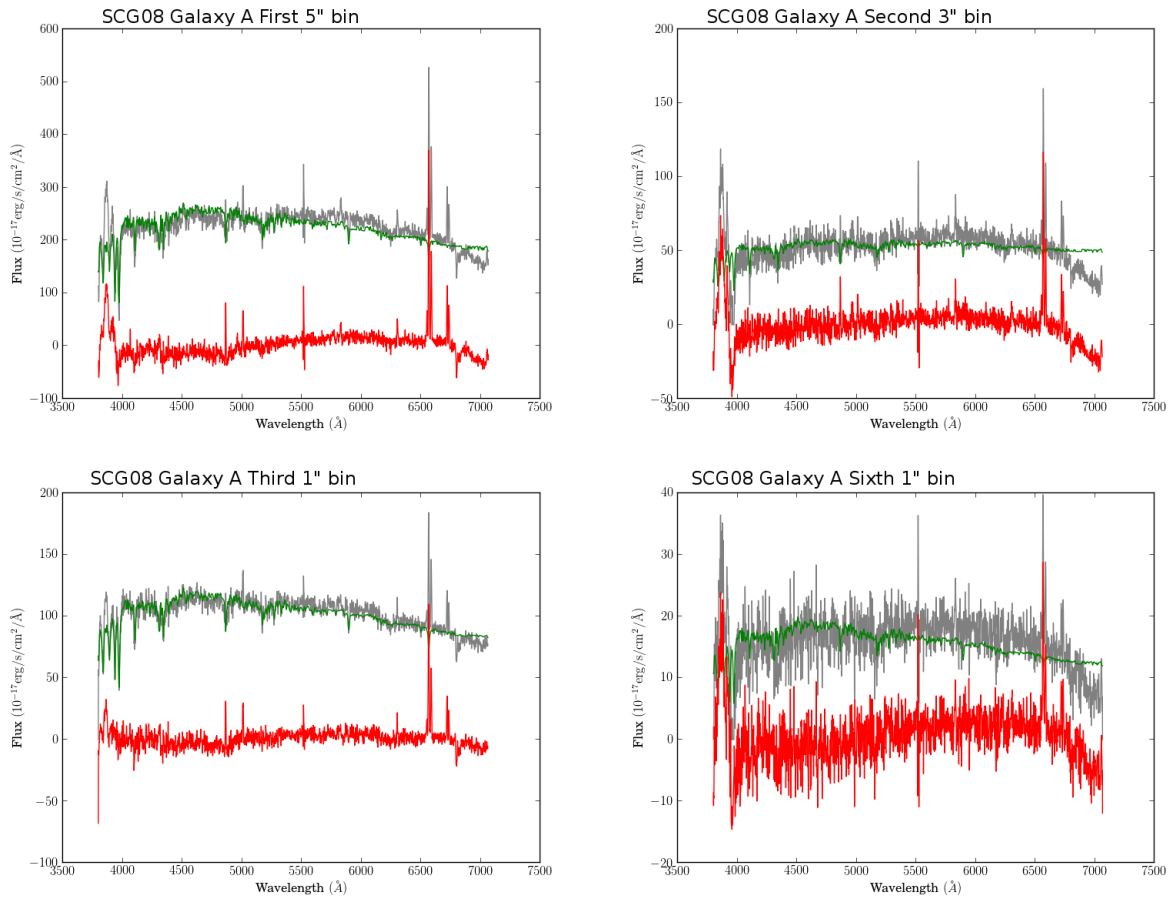 SCG08 Galaxy A First 5" bin
600
500
400
300
200
100
0
−100
3500 4000 4500 5000 5500 6000 6500 7000 7500
Flux (10⁻¹⁷erg/s/cm²/Å)
Wavelength (Å)
SCG08 Galaxy A Second 3" bin
200
150
100
50
0
−50
3500 4000 4500 5000 5500 6000 6500 7000 7500
Flux (10⁻¹⁷erg/s/cm²/Å)
Wavelength (Å)
SCG08 Galaxy A Third 1" bin
200
150
100
50
0
−50
−100
3500 4000 4500 5000 5500 6000 6500 7000 7500
Flux (10⁻¹⁷erg/s/cm²/Å)
Wavelength (Å)
SCG08 Galaxy A Sixth 1" bin
40
30
20
10
0
−10
−20
3500 4000 4500 5000 5500 6000 6500 7000 7500
Flux (10⁻¹⁷erg/s/cm²/Å)
Wavelength (Å)